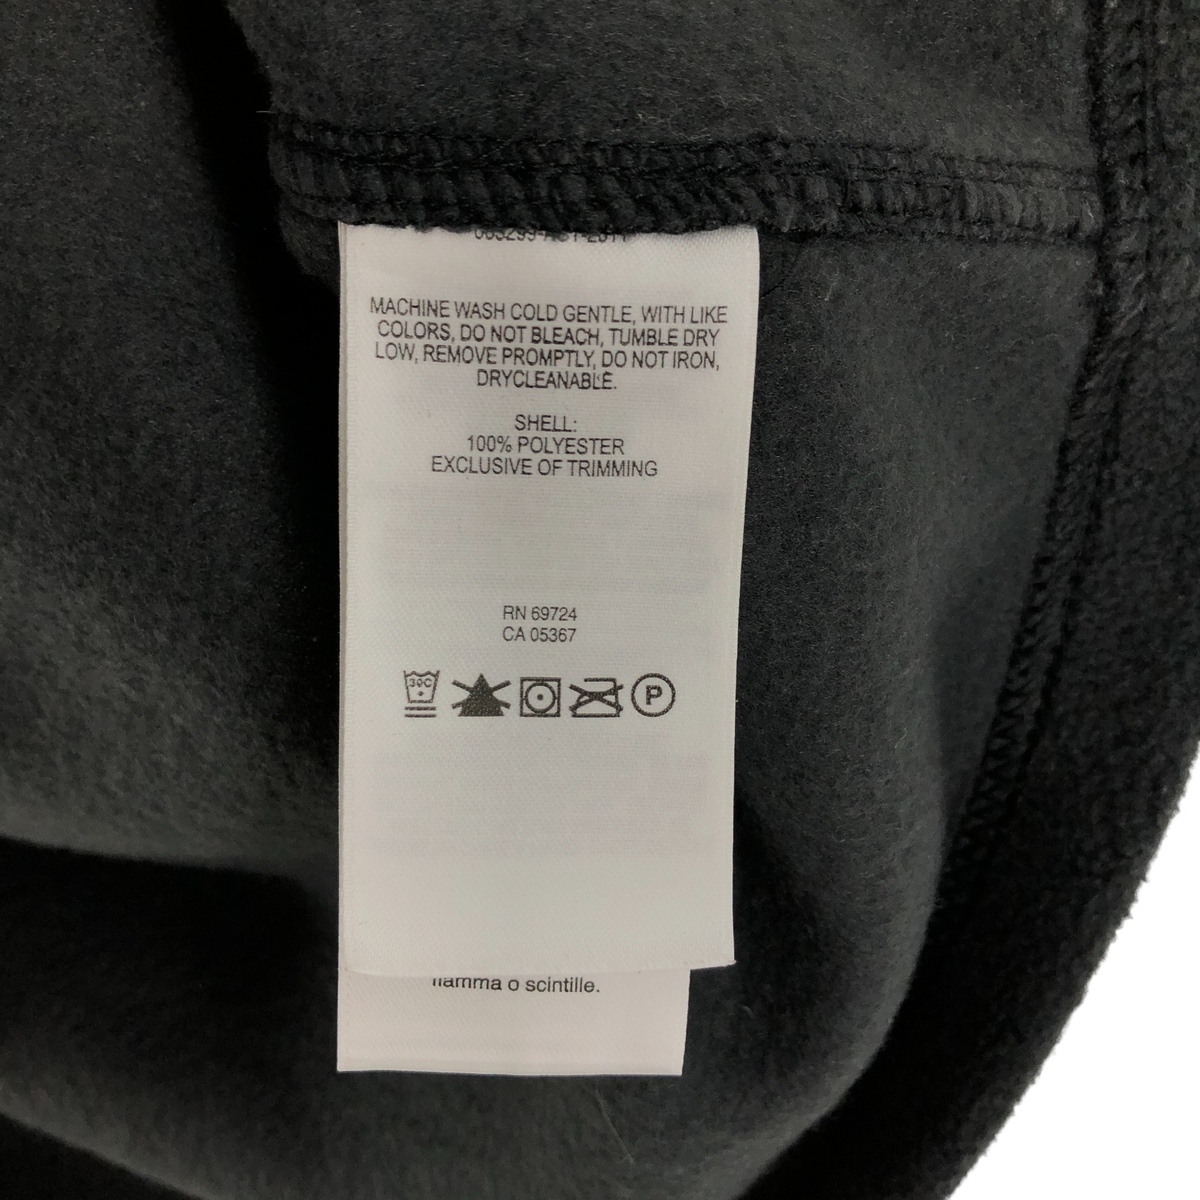 MACHINE WASH COLD GENTLE, WITH LIKE
COLORS, DO NOT BLEACH, TUMBLE DRY
LOW, REMOVE PROMPTLY, DO NOT IRON,
DRYCLEANABLE.
SHELL:
100% POLYESTER
EXCLUSIVE OF TRIMMING
RN 69724
CA 05367
30C
P
fiamma o scintille.